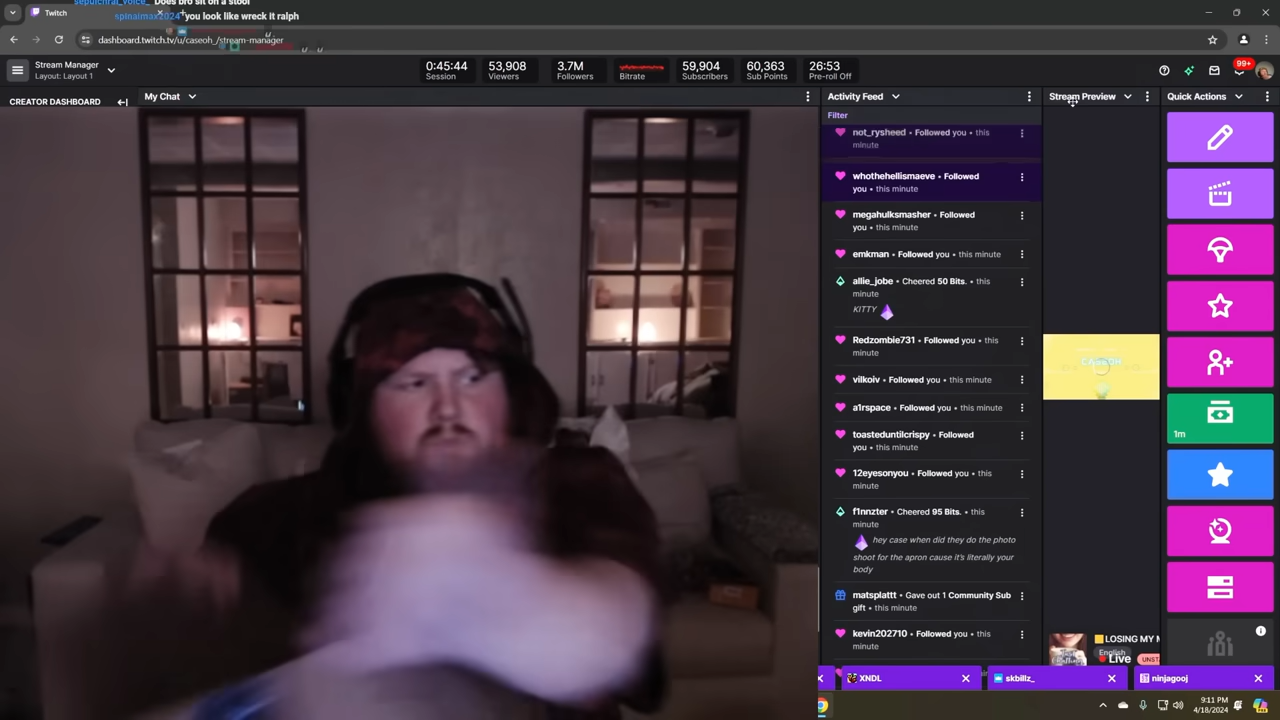 sepulchral_voice_ Does bro sit on a stool
Twitch
spinalmax2024 you look like wreck it ralph
dashboard.twitch.tv/u/caseoh_/stream-manager
Stream Manager
Layout: Layout 1
0:45:44
Session
53,908
Viewers
3.7M
Followers
Bitrate
59,904
Subscribers
60,363
Sub Points
26:53
Pre-roll Off
99+
CREATOR DASHBOARD
My Chat
Activity Feed
Stream Preview
Quick Actions
Filter
not_rysheed • Followed you • this
minute
whothehellismaeve • Followed
you • this minute
megahulksmasher • Followed
you • this minute
emkman • Followed you • this minute
allie_jobe • Cheered 50 Bits. • this
minute
KITTY
Redzombie731 • Followed you • this
minute
vilkoiv • Followed you • this minute
a1rspace • Followed you • this minute
toasteduntilcrispy • Followed
you • this minute
12eyesonyou • Followed you • this
minute
f1nnzter • Cheered 95 Bits. • this
minute
hey case when did they do the photo
shoot for the apron cause it's literally your
body
matsplattt • Gave out 1 Community Sub
gift • this minute
kevin202710 • Followed you • this
minute
CASEOH
1m
LOSING MY M
English
Live
UNST
XNDL
skbillz_
ninjagooj
9:11 PM
4/18/2024